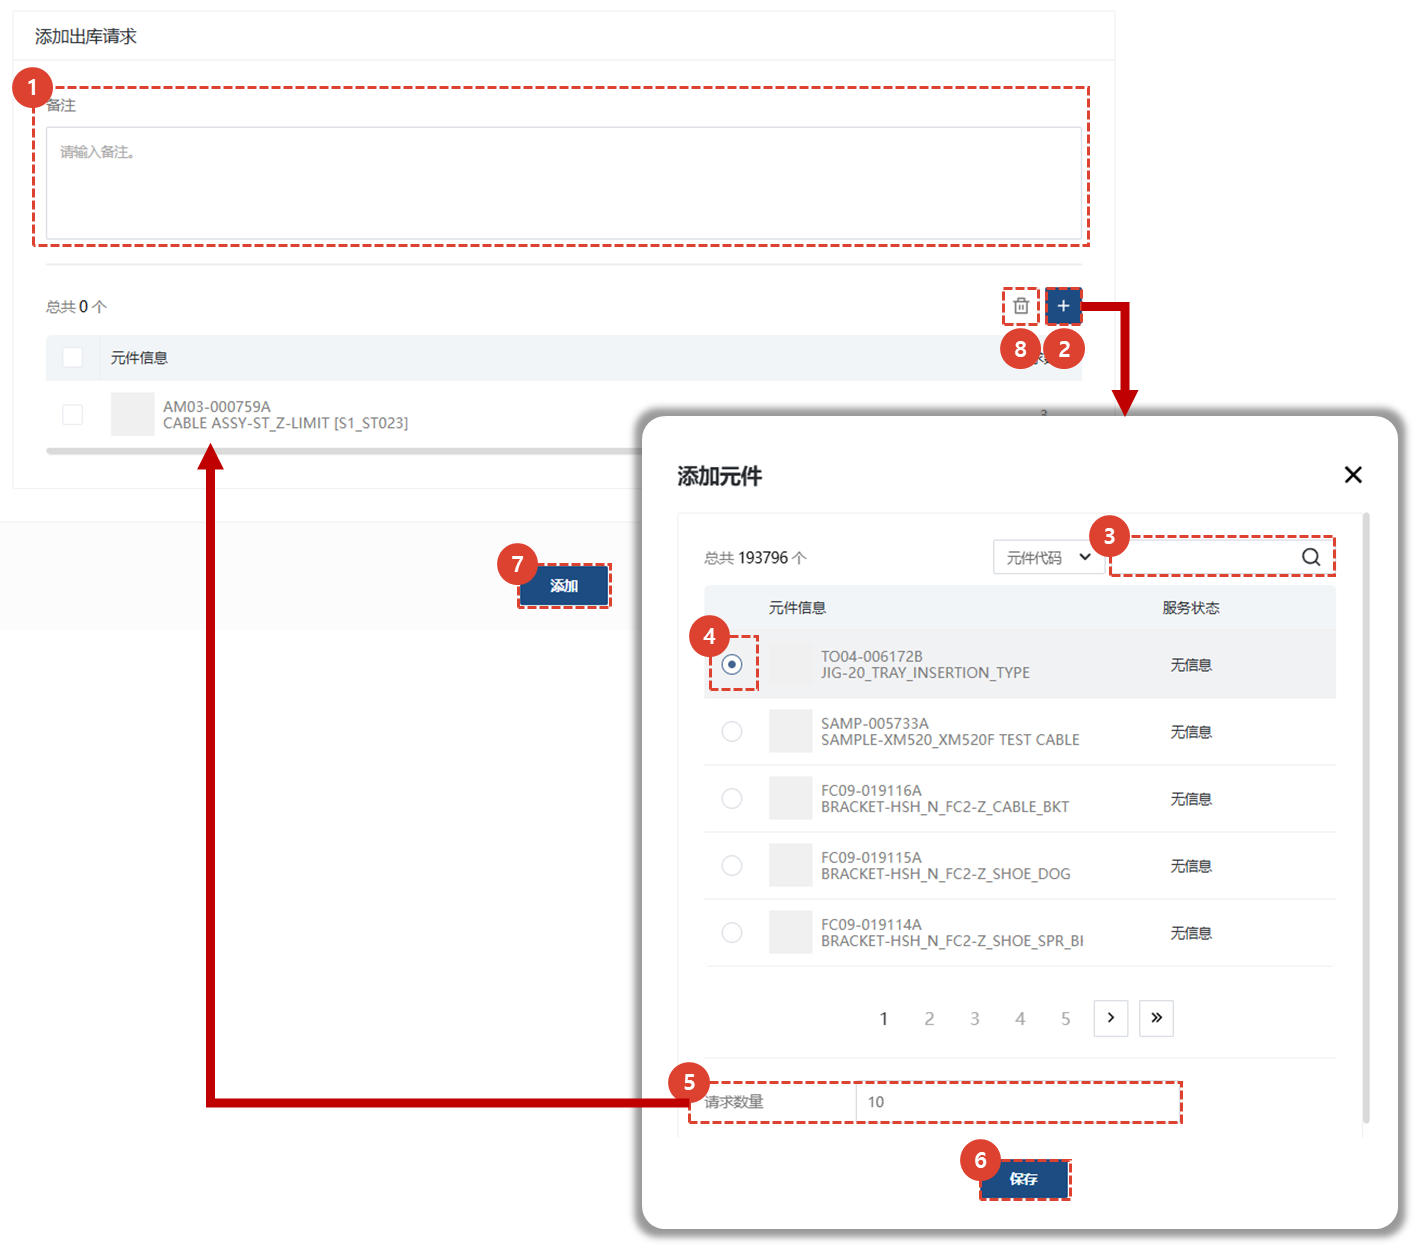 添加出库请求
1
备注
请输入备注。
总共 0 个
8
2
元件信息
AM03-000759A
CABLE ASSY-ST_Z-LIMIT [S1_ST023]
3
7
添加
添加元件
总共 193796 个
元件代码
3
元件信息
服务状态
4
TO04-006172B
JIG-20_TRAY_INSERTION_TYPE
无信息
SAMP-005733A
SAMPLE-XM520_XM520F TEST CABLE
无信息
FC09-019116A
BRACKET-HSH_N_FC2-Z_CABLE_BKT
无信息
FC09-019115A
BRACKET-HSH_N_FC2-Z_SHOE_DOG
无信息
FC09-019114A
BRACKET-HSH_N_FC2-Z_SHOE_SPR_BI
无信息
1 2 3 4 5 > »
5
请求数量
10
6
保存